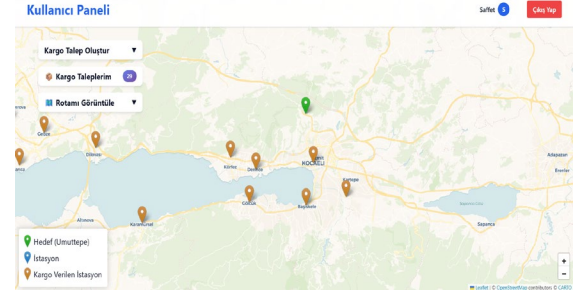 Kullanıcı Paneli
Saffet S
Çıkış Yap
Kargo Talep Oluştur ▼
Kargo Taleplerim
Rotamı Görüntüle ▼
Gebze
Dilovası
Körfez
Derince
KOCAELİ
Kartepe
Adapazarı
Gölcük
Başiskele
Altınova
Karamürsel
Sapanca
Hedef (Umuttepe)
İstasyon
Kargo Verilen İstasyon
+
−
Leaflet | © OpenStreetMap contributors © CARTO